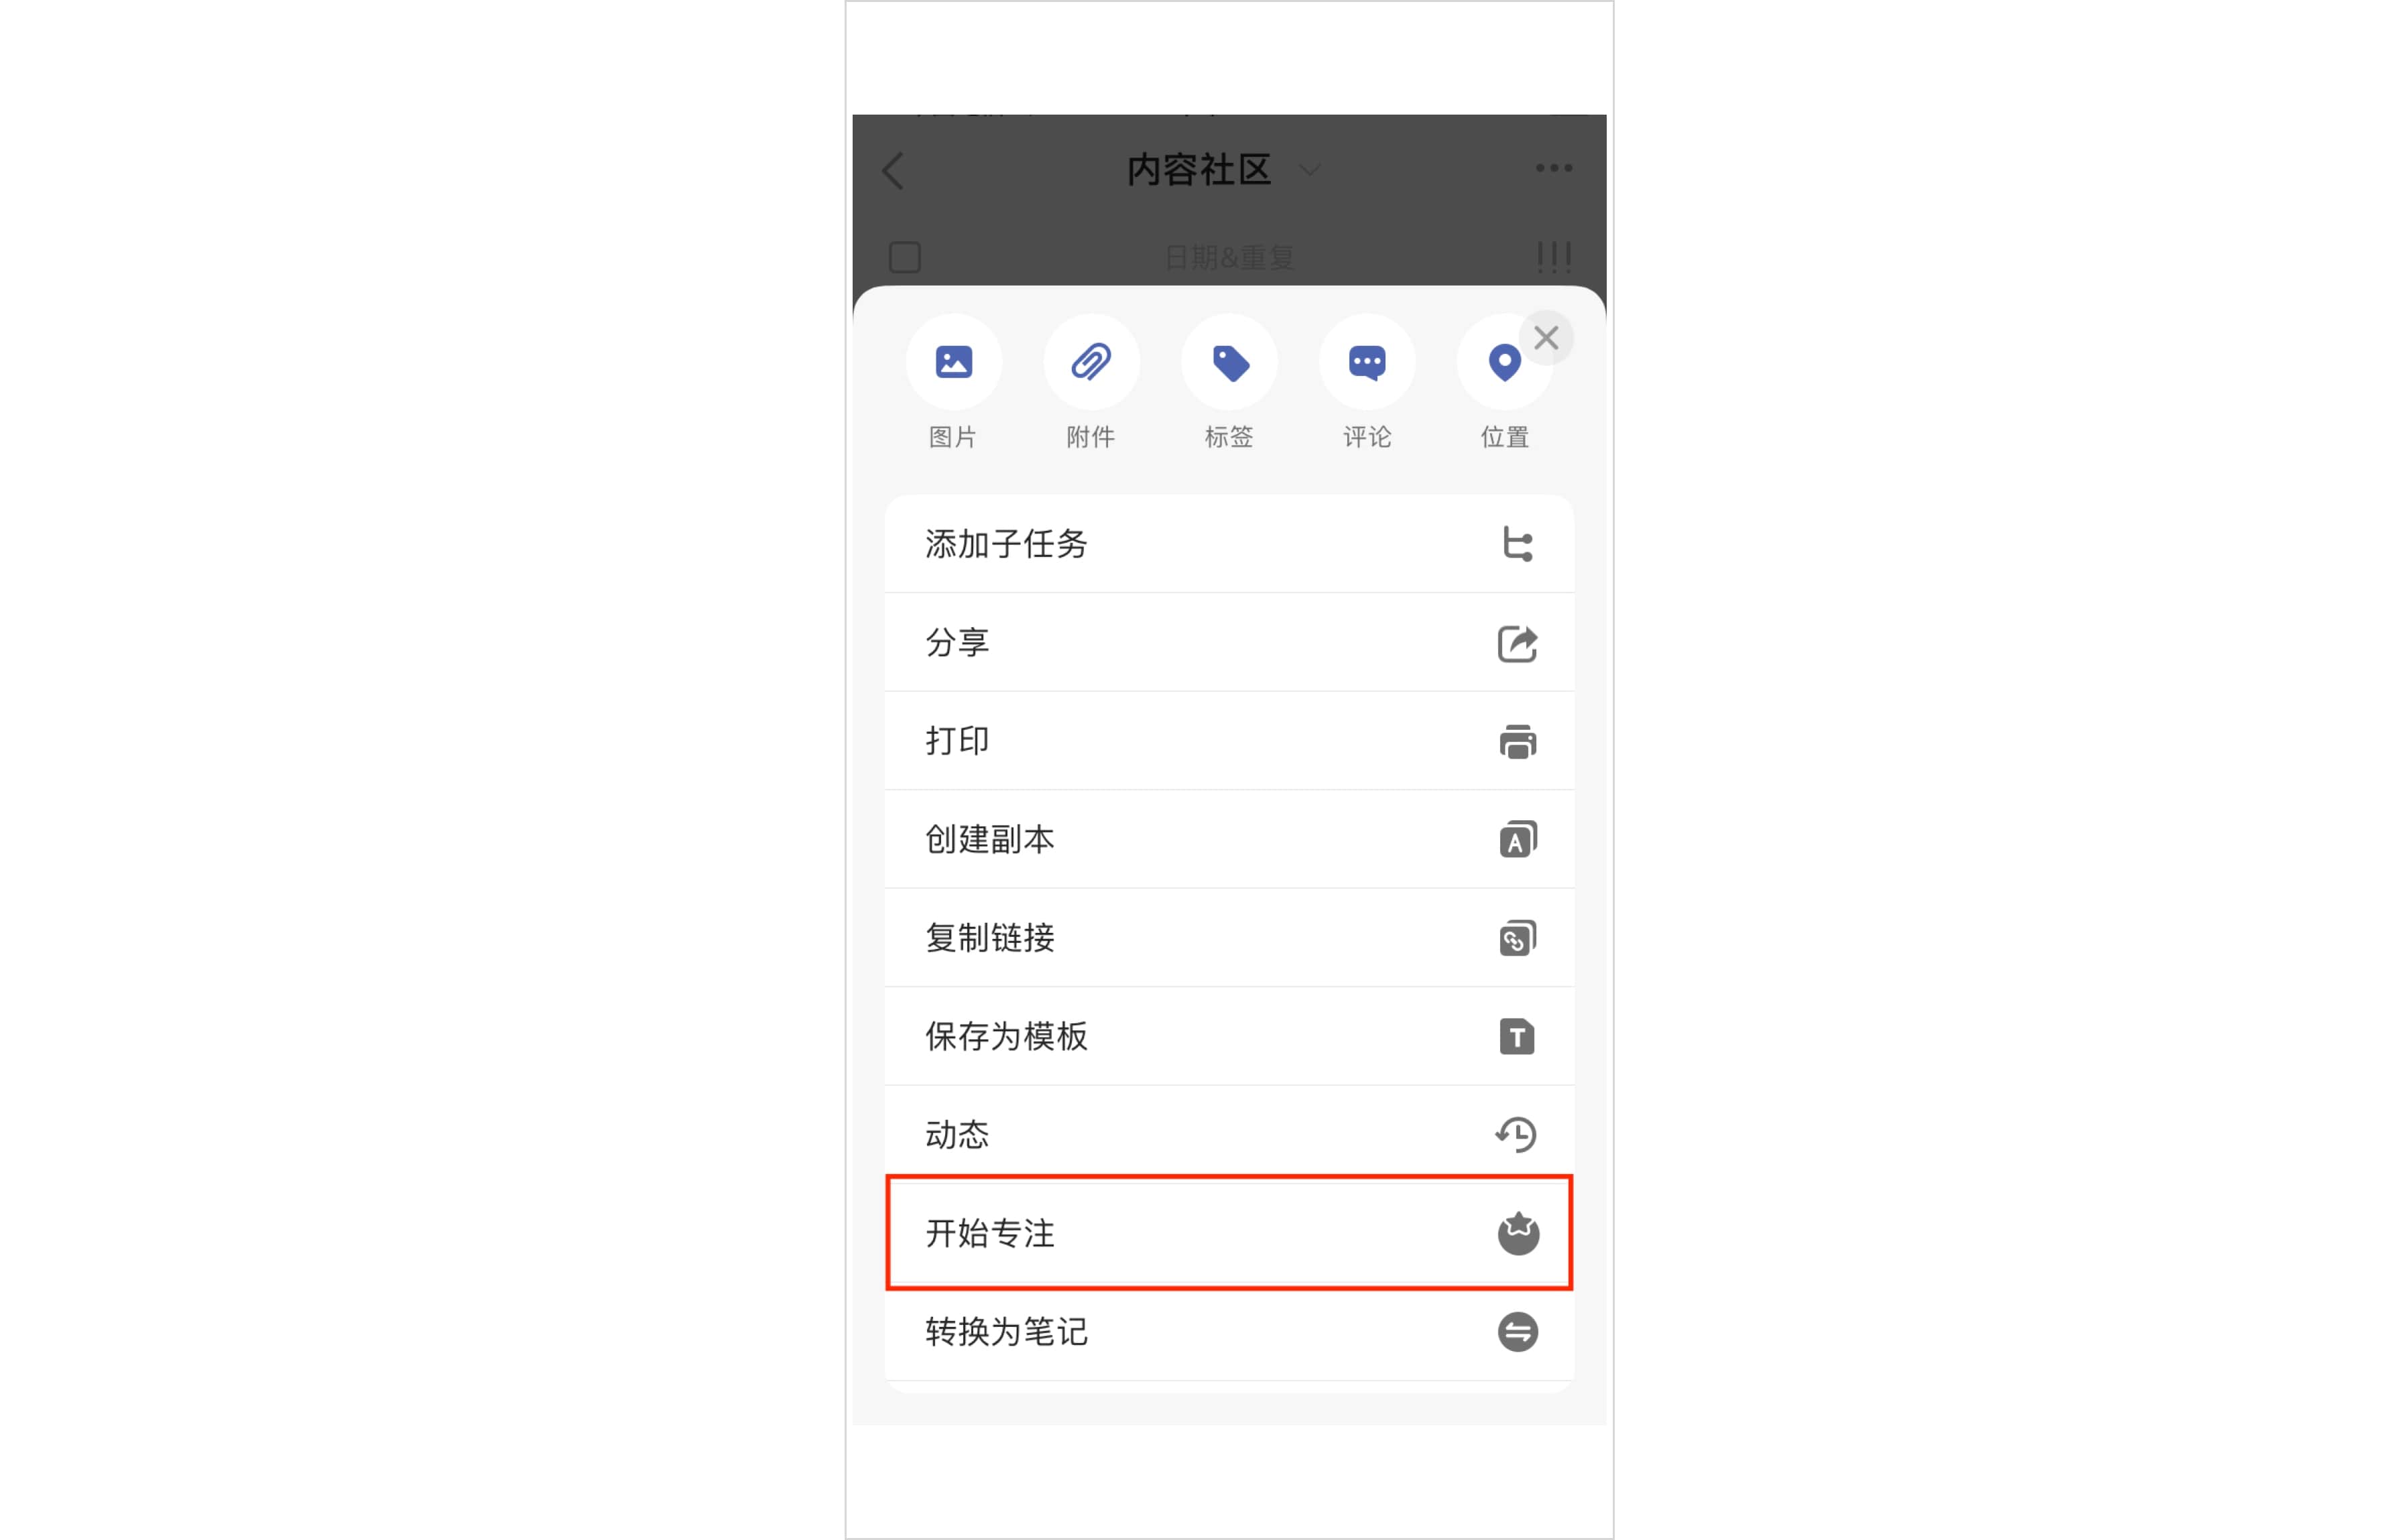 内容社区
日期&重复
图片 附件 标签 评论 位置
添加子任务
分享
打印
创建副本
复制链接
保存为模板
动态
开始专注
转换为笔记